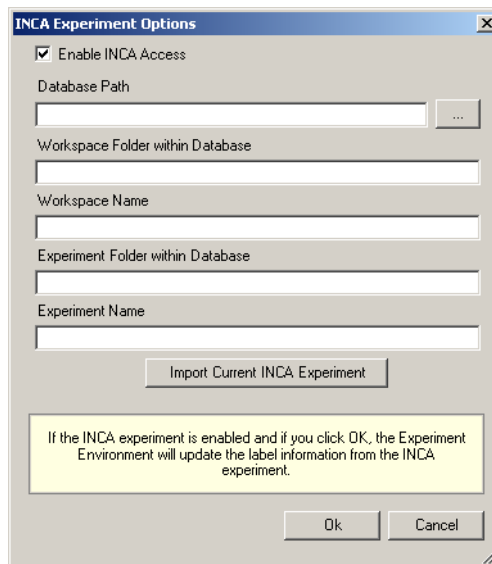 INCA Experiment Options
Enable INCA Access
Database Path
...
Workspace Folder within Database
Workspace Name
Experiment Folder within Database
Experiment Name
Import Current INCA Experiment
If the INCA experiment is enabled and if you click OK, the Experiment
Environment will update the label information from the INCA
experiment.
Ok Cancel